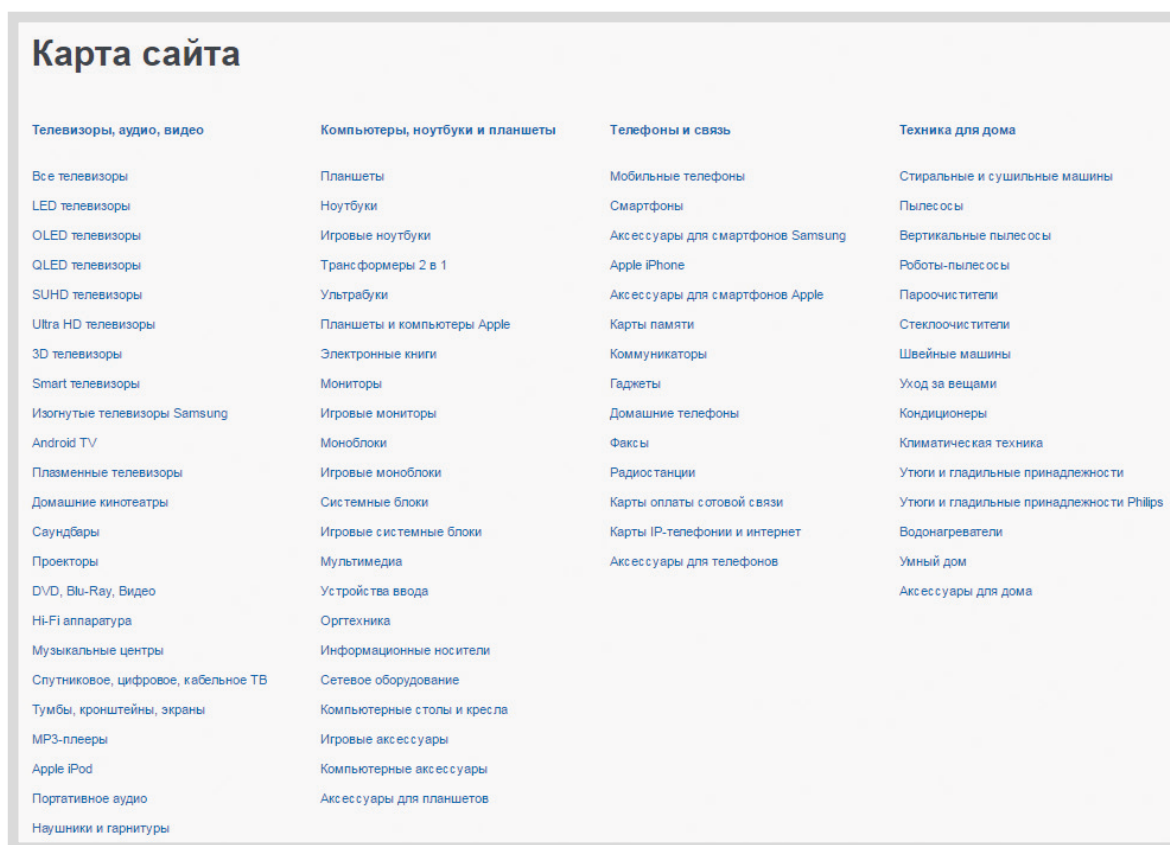 Карта сайта
Телевизоры, аудио, видео
Все телевизоры
LED телевизоры
OLED телевизоры
QLED телевизоры
SUHD телевизоры
Ultra HD телевизоры
3D телевизоры
Smart телевизоры
Изогнутые телевизоры Samsung
Android TV
Плазменные телевизоры
Домашние кинотеатры
Саундбары
Проекторы
DVD, Blu-Ray, Видео
Hi-Fi аппаратура
Музыкальные центры
Спутниковое, цифровое, кабельное ТВ
Тумбы, кронштейны, экраны
MP3-плееры
Apple iPod
Портативное аудио
Наушники и гарнитуры
Компьютеры, ноутбуки и планшеты
Планшеты
Ноутбуки
Игровые ноутбуки
Трансформеры 2 в 1
Ультрабуки
Планшеты и компьютеры Apple
Электронные книги
Мониторы
Игровые мониторы
Моноблоки
Игровые моноблоки
Системные блоки
Игровые системные блоки
Мультимедиа
Устройства ввода
Оргтехника
Информационные носители
Сетевое оборудование
Компьютерные столы и кресла
Игровые аксессуары
Компьютерные аксессуары
Аксессуары для планшетов
Телефоны и связь
Мобильные телефоны
Смартфоны
Аксессуары для смартфонов Samsung
Apple iPhone
Аксессуары для смартфонов Apple
Карты памяти
Коммуникаторы
Гаджеты
Домашние телефоны
Факсы
Радиостанции
Карты оплаты сотовой связи
Карты IP-телефонии и интернет
Аксессуары для телефонов
Техника для дома
Стиральные и сушильные машины
Пылесосы
Вертикальные пылесосы
Роботы-пылесосы
Пароочистители
Стеклоочистители
Швейные машины
Уход за вещами
Кондиционеры
Климатическая техника
Утюги и гладильные принадлежности
Утюги и гладильные принадлежности Philips
Водонагреватели
Умный дом
Аксессуары для дома